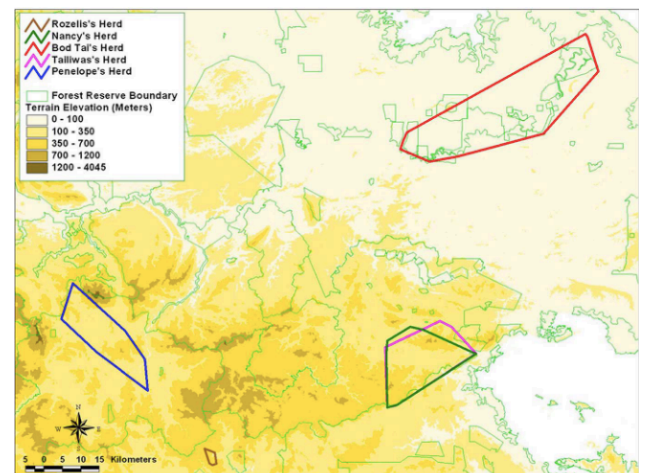 Rozelis's Herd
Nancy's Herd
Bod Tai's Herd
Talliwas's Herd
Penelope's Herd
Forest Reserve Boundary
Terrain Elevation (Meters)
0 - 100
100 - 350
350 - 700
700 - 1200
1200 - 4045
N
W E
S
5 0 5 10 15 Kilometers